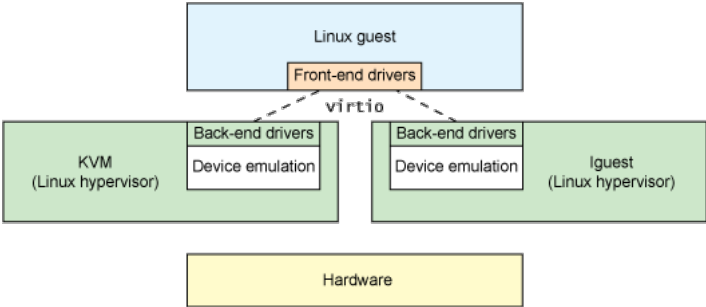 Linux guest
Front-end drivers
virtio
Back-end drivers
Device emulation
KVM
(Linux hypervisor)
Back-end drivers
Device emulation
Iguest
(Linux hypervisor)
Hardware